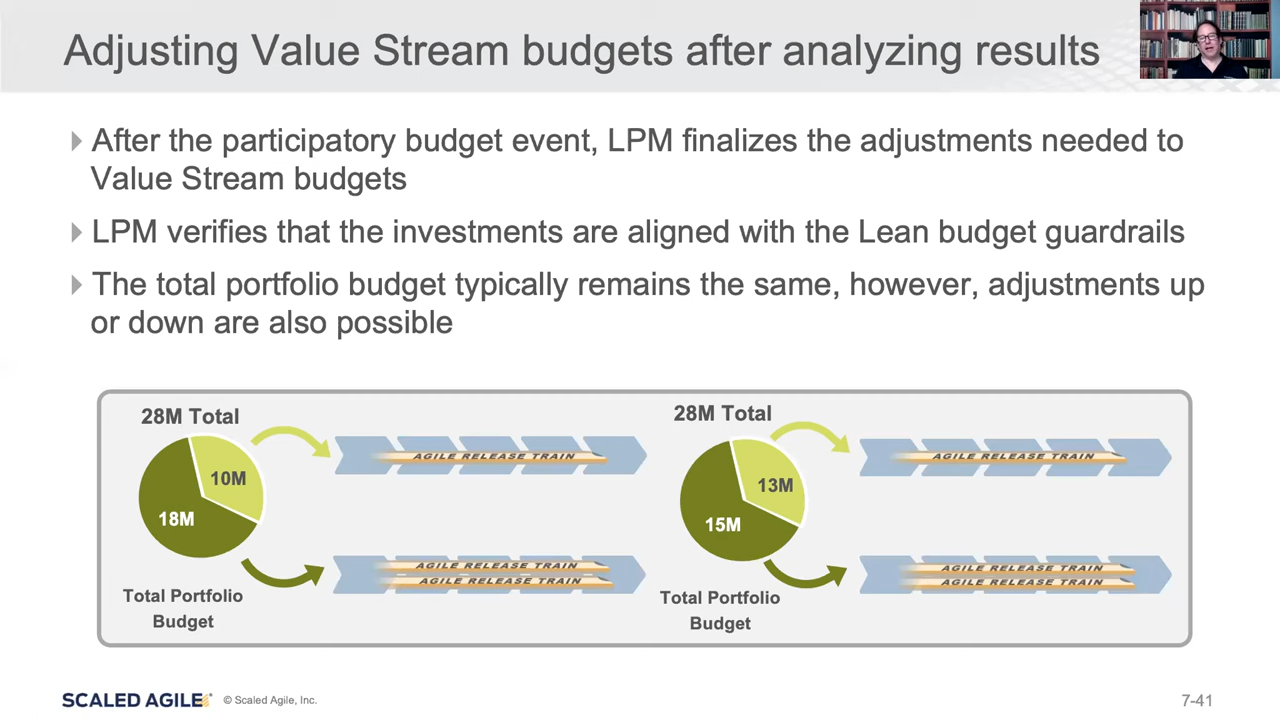 Adjusting Value Stream budgets after analyzing results
After the participatory budget event, LPM finalizes the adjustments needed to
Value Stream budgets
LPM verifies that the investments are aligned with the Lean budget guardrails
The total portfolio budget typically remains the same, however, adjustments up
or down are also possible
28M Total
10M
18M
Total Portfolio
Budget
AGILE RELEASE TRAIN
AGILE RELEASE TRAIN
AGILE RELEASE TRAIN
28M Total
13M
15M
Total Portfolio
Budget
AGILE RELEASE TRAIN
AGILE RELEASE TRAIN
AGILE RELEASE TRAIN
SCALED AGILE
© Scaled Agile, Inc.
7-41